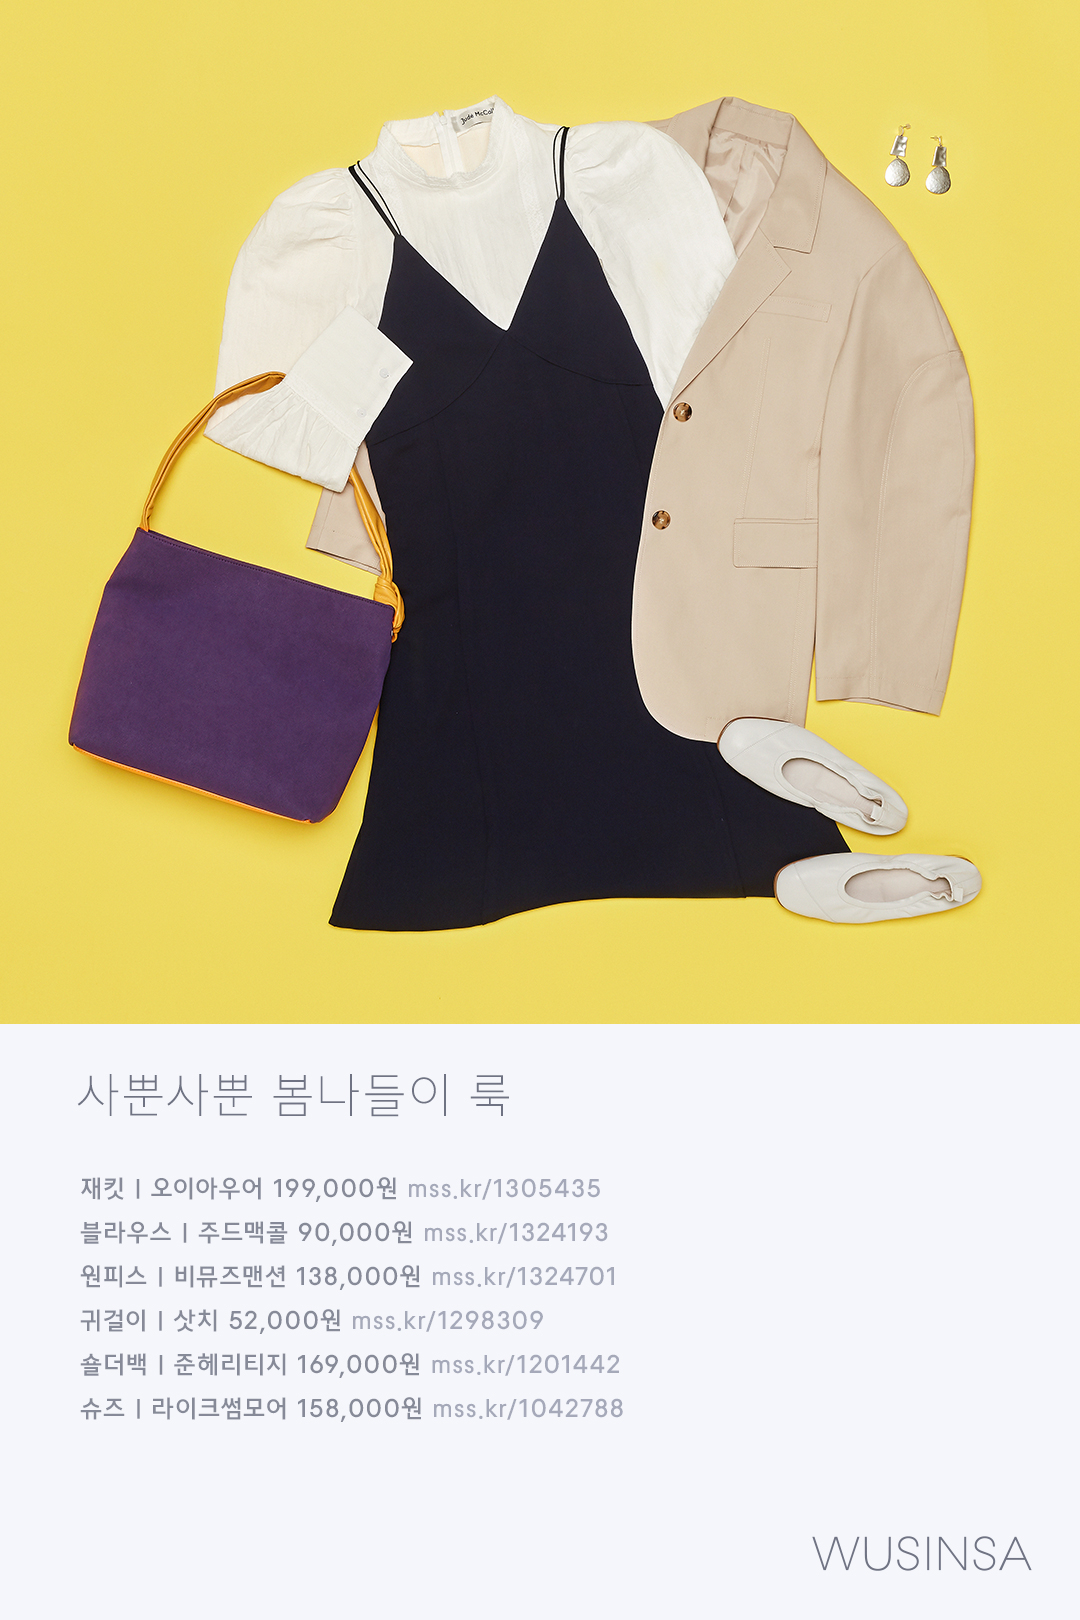 Jude McCall
사뿐사뿐 봄나들이 룩
재킷 | 오이아우어 199,000원 mss.kr/1305435
블라우스 | 주드맥콜 90,000원 mss.kr/1324193
원피스 | 비뮤즈맨션 138,000원 mss.kr/1324701
귀걸이 | 삿치 52,000원 mss.kr/1298309
숄더백 | 준헤리티지 169,000원 mss.kr/1201442
슈즈 | 라이크썸모어 158,000원 mss.kr/1042788
WUSINSA